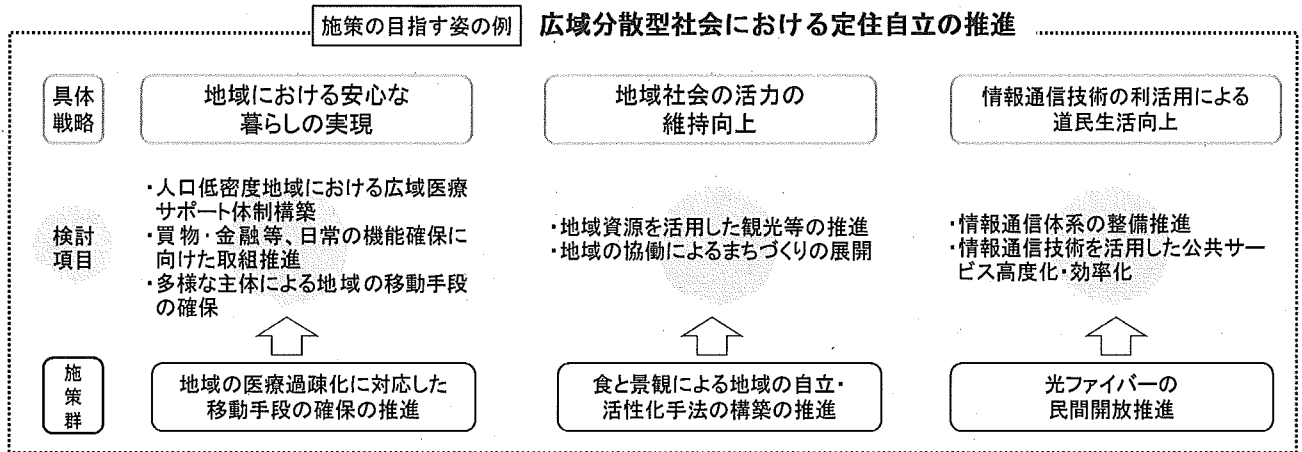 施策の目指す姿の例
広域分散型社会における定住自立の推進
具体
戦略
地域における安心な
暮らしの実現
地域社会の活力の
維持向上
情報通信技術の利活用による
道民生活向上
検討
項目
・人口低密度地域における広域医療
サポート体制構築
・買物・金融等、日常の機能確保に
向けた取組推進
・多様な主体による地域の移動手段
の確保
・地域資源を活用した観光等の推進
・地域の協働によるまちづくりの展開
・情報通信体系の整備推進
・情報通信技術を活用した公共サー
ビス高度化・効率化
施
策
群
地域の医療過疎化に対応した
移動手段の確保の推進
食と景観による地域の自立・
活性化手法の構築の推進
光ファイバーの
民間開放推進